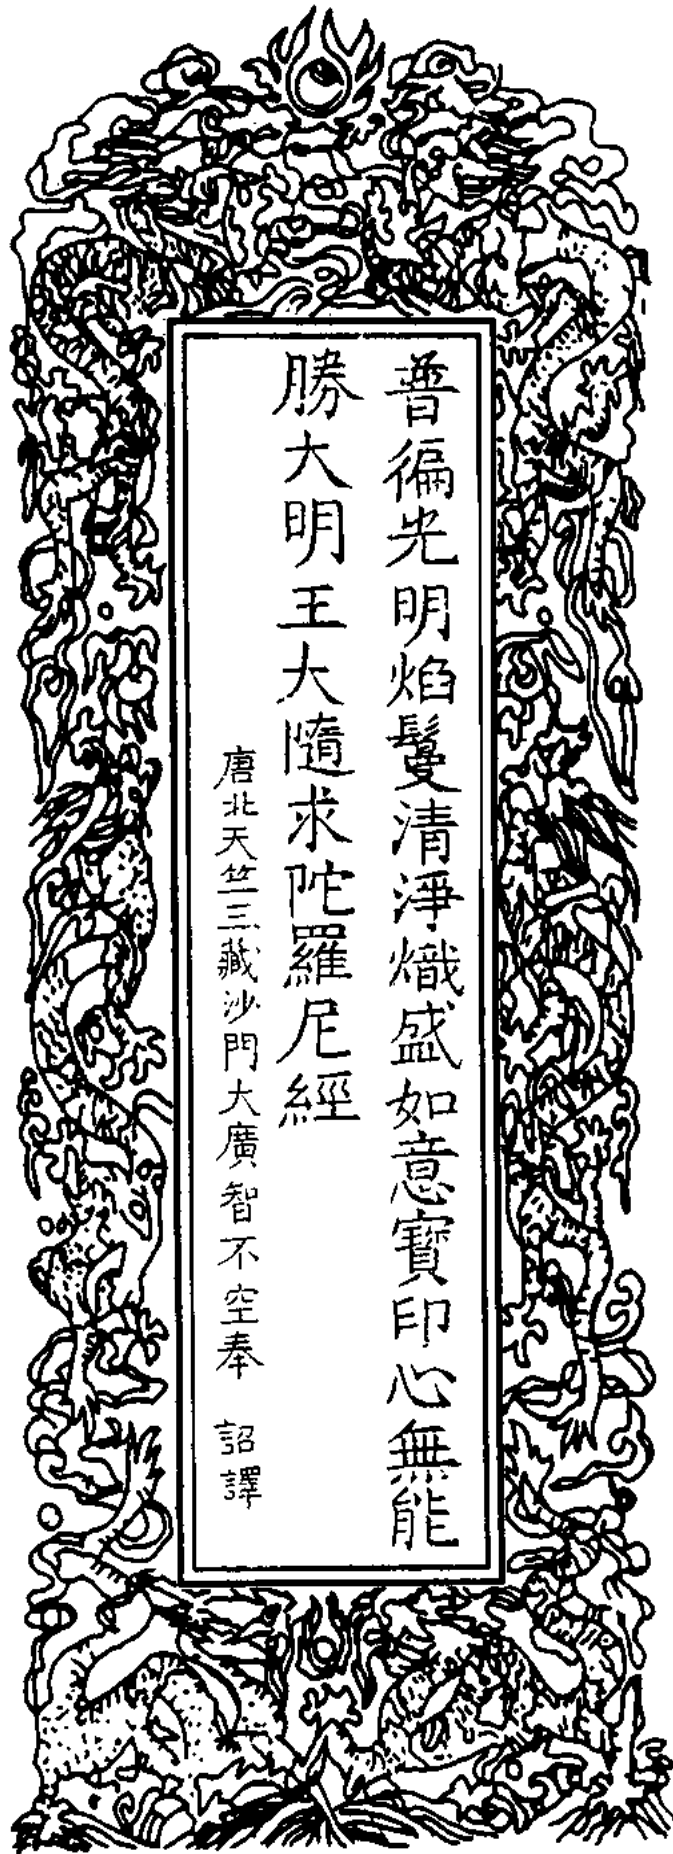 普徧光明焰鬘清淨熾盛如意寶印心無能
勝大明王大隨求陀羅尼經
唐北天竺三藏沙門大廣智不空奉 詔譯